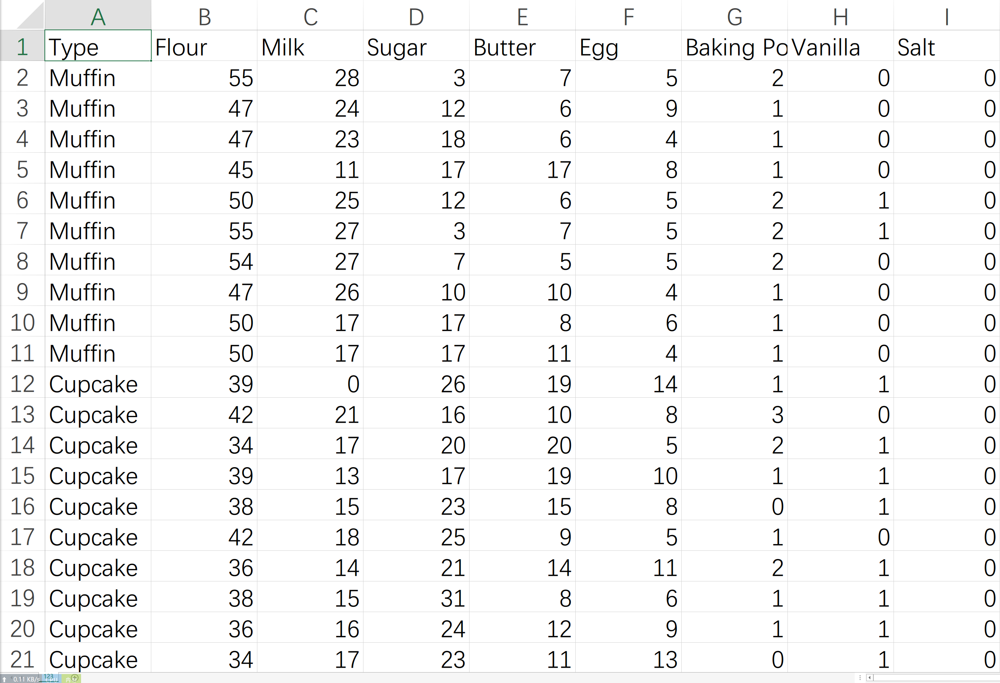 A B C D E F G H I
1 Type Flour Milk Sugar Butter Egg Baking Po Vanilla Salt
2 Muffin 55 28 3 7 5 2 0 0
3 Muffin 47 24 12 6 9 1 0 0
4 Muffin 47 23 18 6 4 1 0 0
5 Muffin 45 11 17 17 8 1 0 0
6 Muffin 50 25 12 6 5 2 1 0
7 Muffin 55 27 3 7 5 2 1 0
8 Muffin 54 27 7 5 5 2 0 0
9 Muffin 47 26 10 10 4 1 0 0
10 Muffin 50 17 17 8 6 1 0 0
11 Muffin 50 17 17 11 4 1 0 0
12 Cupcake 39 0 26 19 14 1 1 0
13 Cupcake 42 21 16 10 8 3 0 0
14 Cupcake 34 17 20 20 5 2 1 0
15 Cupcake 39 13 17 19 10 1 1 0
16 Cupcake 38 15 23 15 8 0 1 0
17 Cupcake 42 18 25 9 5 1 0 0
18 Cupcake 36 14 21 14 11 2 1 0
19 Cupcake 38 15 31 8 6 1 1 0
20 Cupcake 36 16 24 12 9 1 1 0
21 Cupcake 34 17 23 11 13 0 1 0
0.11 KB/s 123